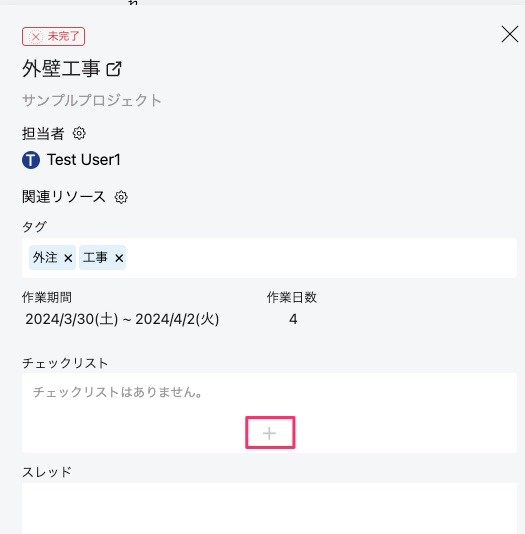 未完了
外壁工事
サンプルプロジェクト
担当者
T Test User1
関連リソース
タグ
外注 × 工事 ×
作業期間 作業日数
2024/3/30(土) ~ 2024/4/2(火) 4
チェックリスト
チェックリストはありません。
+
スレッド